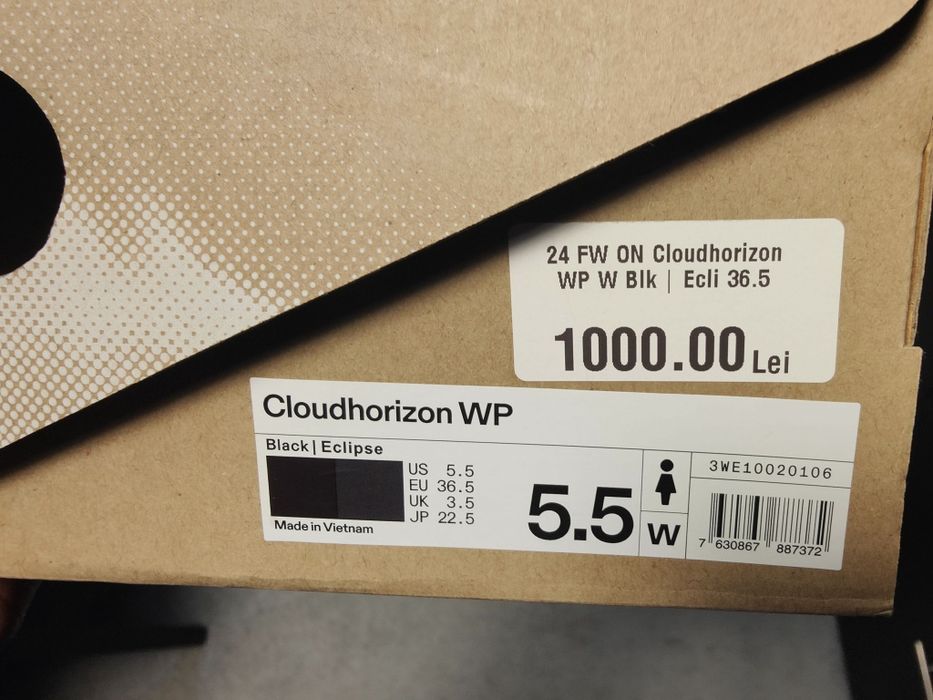 24 FW ON Cloudhorizon
WP W Blk | Ecli 36.5
1000.00 Lei
Cloudhorizon WP
Black | Eclipse
US 5.5
EU 36.5
UK 3.5
JP 22.5
Made in Vietnam
5.5
W
3WE10020106
7 630867 887372